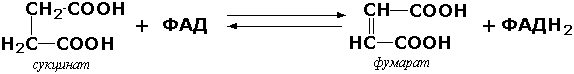 CH₂-COOH + ФАД ⇌ CH—COOH + ФАДН₂
H₂C—COOH HC—COOH
сукцинат фумарат